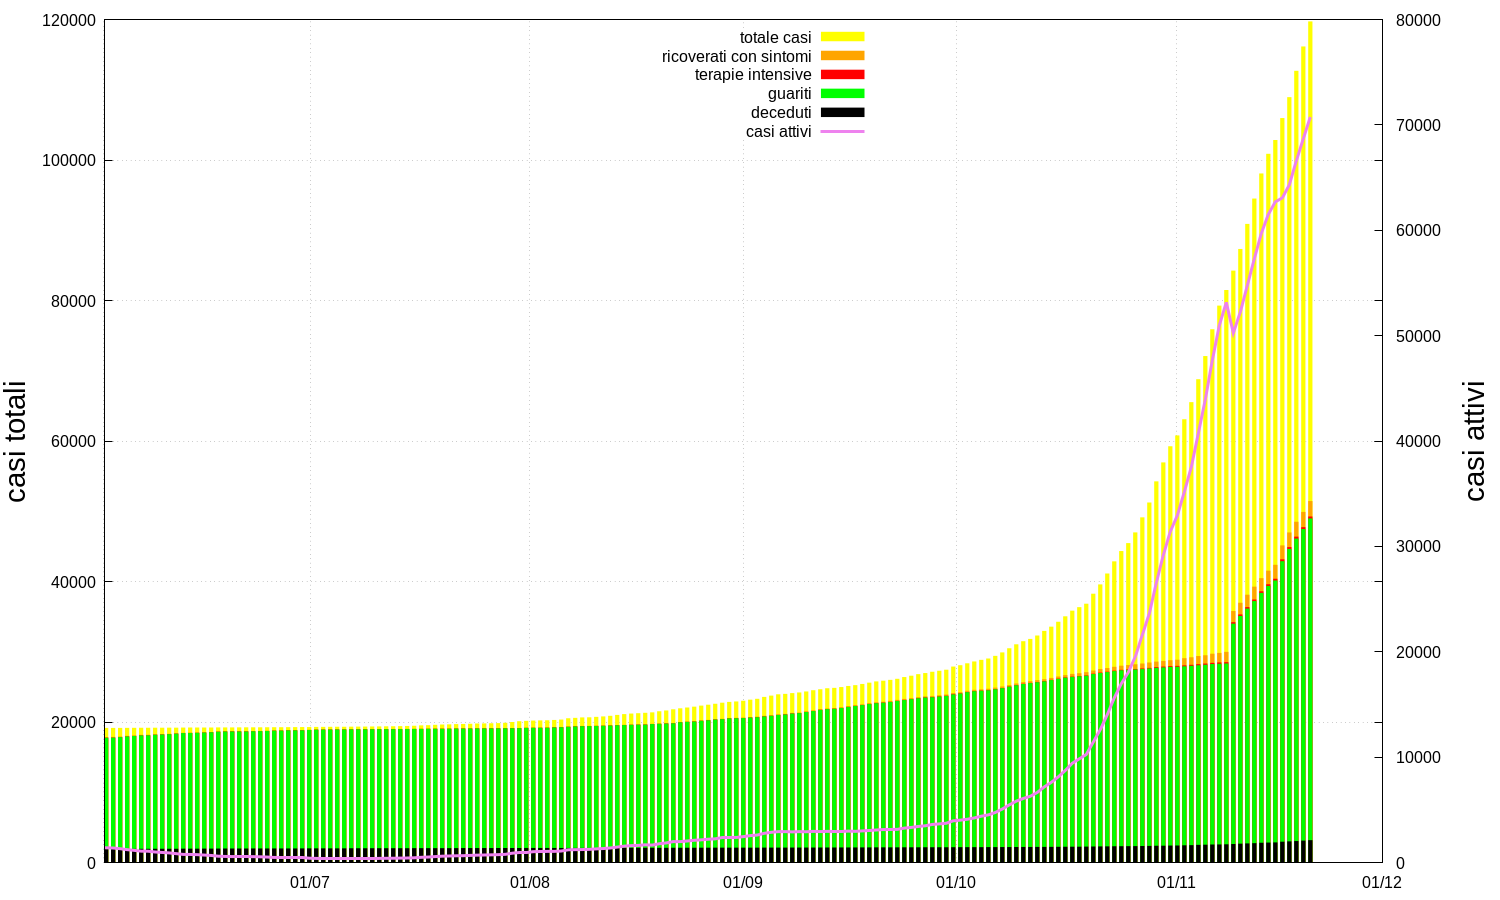 totale casi
ricoverati con sintomi
terapie intensive
guariti
deceduti
casi attivi
120000
100000
80000
60000
40000
20000
0
casi totali
80000
70000
60000
50000
40000
30000
20000
10000
0
casi attivi
01/07
01/08
01/09
01/10
01/11
01/12